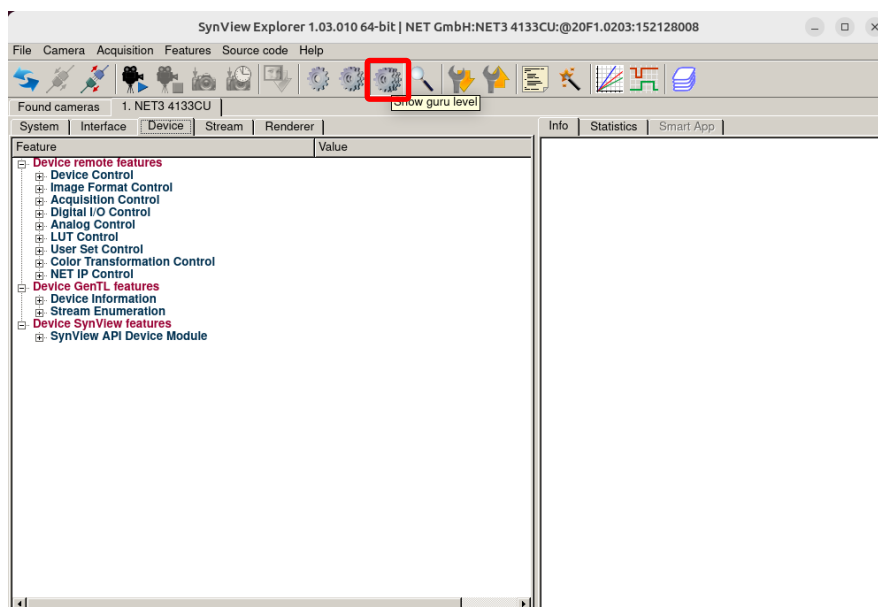 SynView Explorer 1.03.010 64-bit | NET GmbH:NET3 4133CU:@20F1.0203:152128008
File Camera Acquisition Features Source code Help
Show guru level
Found cameras 1. NET3 4133CU
System Interface Device Stream Renderer Info Statistics Smart App
Feature Value
Device remote features
Device Control
Image Format Control
Acquisition Control
Digital I/O Control
Analog Control
LUT Control
User Set Control
Color Transformation Control
NET IP Control
Device GenTL features
Device Information
Stream Enumeration
Device SynView features
SynView API Device Module